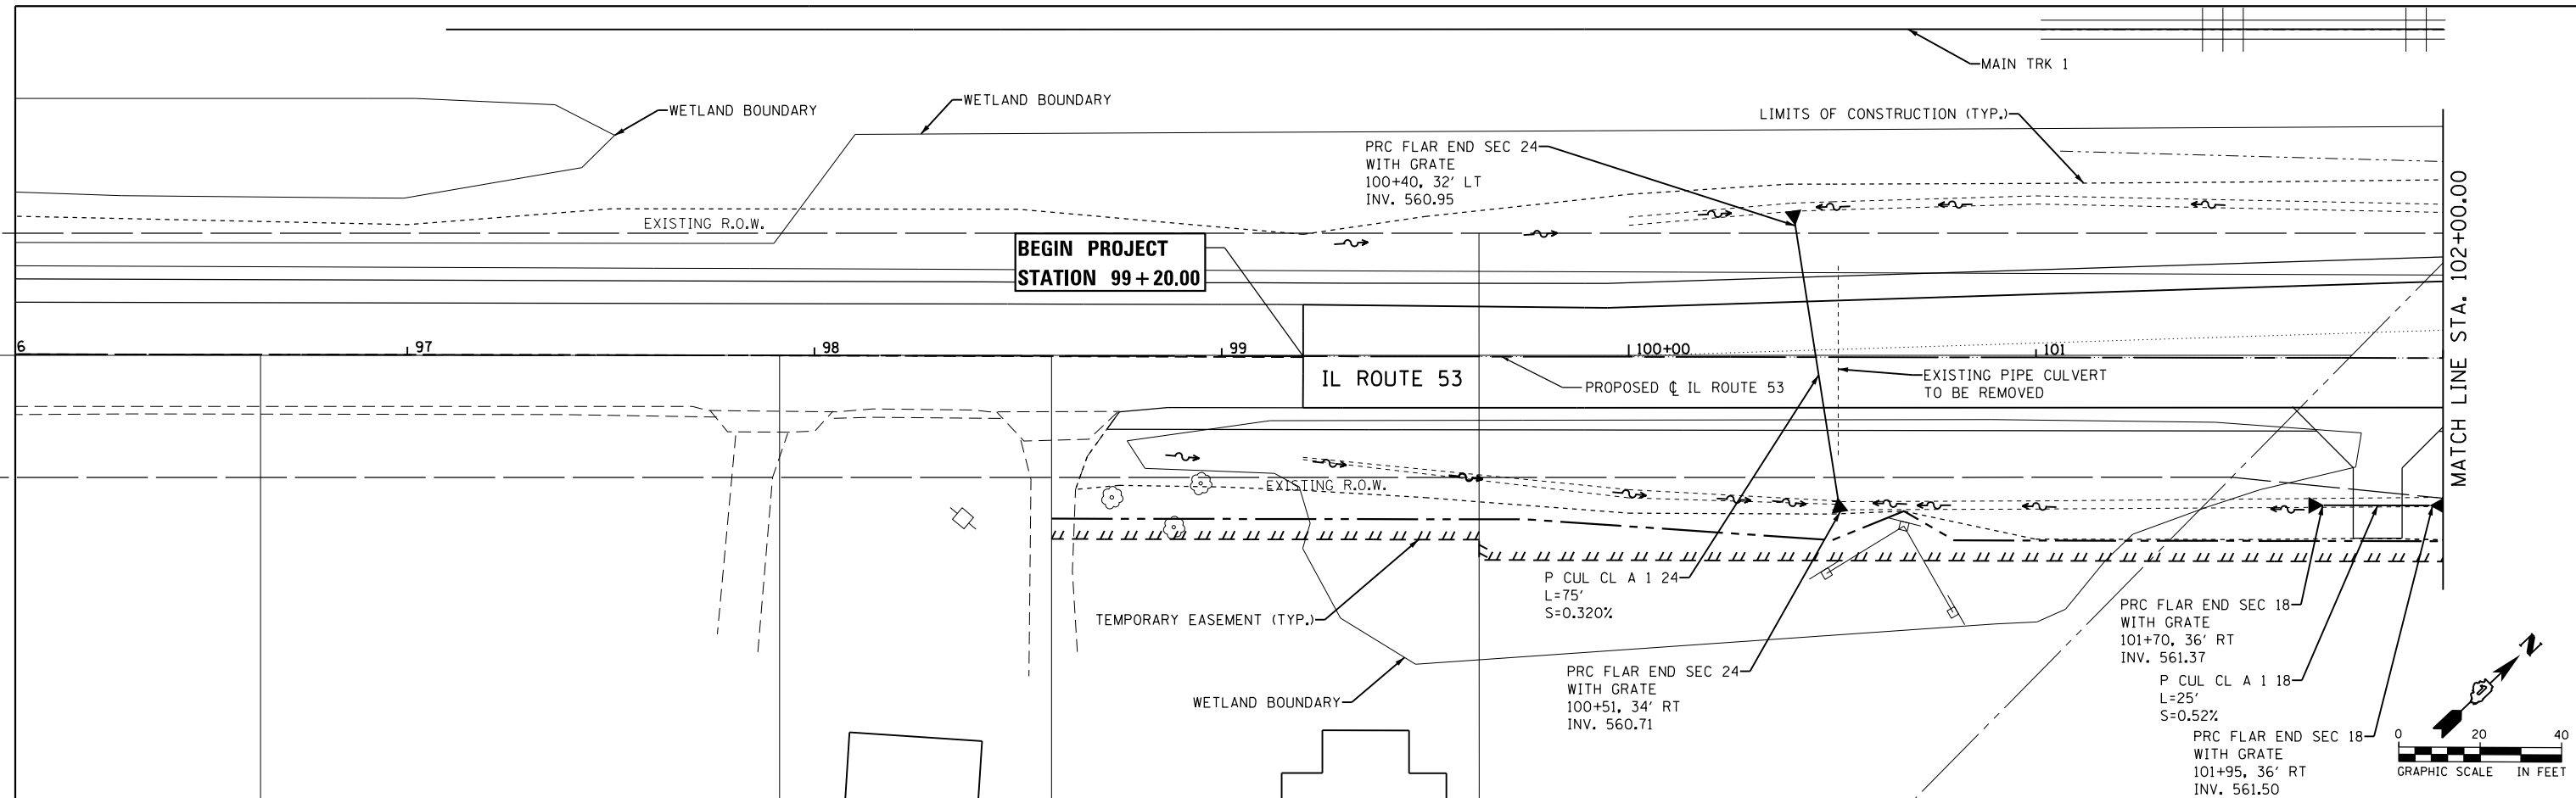 MAIN TRK 1
WETLAND BOUNDARY
WETLAND BOUNDARY
LIMITS OF CONSTRUCTION (TYP.)
PRC FLAR END SEC 24
WITH GRATE
100+40, 32' LT
INV. 560.95
EXISTING R.O.W.
BEGIN PROJECT
STATION 99+20.00
MATCH LINE STA. 102+00.00
6
97
98
99
100+00
101
IL ROUTE 53
PROPOSED ℄ IL ROUTE 53
EXISTING PIPE CULVERT
TO BE REMOVED
EXISTING R.O.W.
P CUL CL A 1 24
L=75'
S=0.320%
TEMPORARY EASEMENT (TYP.)
PRC FLAR END SEC 18
WITH GRATE
101+70, 36' RT
INV. 561.37
PRC FLAR END SEC 24
WITH GRATE
100+51, 34' RT
INV. 560.71
WETLAND BOUNDARY
P CUL CL A 1 18
L=25'
S=0.52%
PRC FLAR END SEC 18
WITH GRATE
101+95, 36' RT
INV. 561.50
N
0 20 40
GRAPHIC SCALE IN FEET